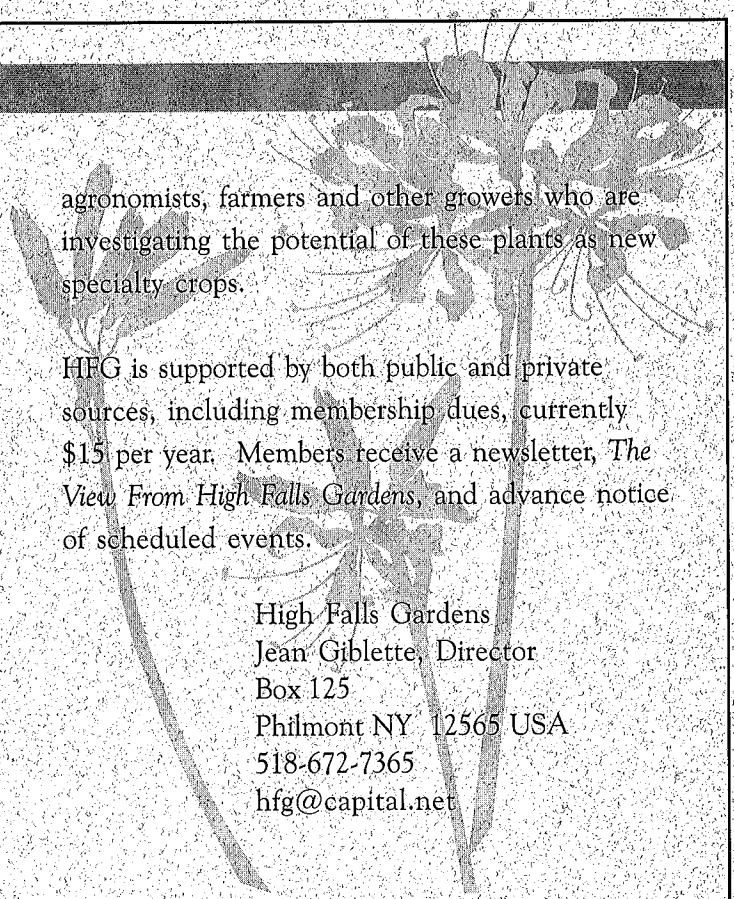 agronomists, farmers and other growers who are
investigating the potential of these plants as new
specialty crops.
HFG is supported by both public and private
sources, including membership dues, currently
$15 per year. Members receive a newsletter, The
View From High Falls Gardens, and advance notice
of scheduled events.
High Falls Gardens
Jean Giblette, Director
Box 125
Philmont NY 12565 USA
518-672-7365
hfg@capital.net